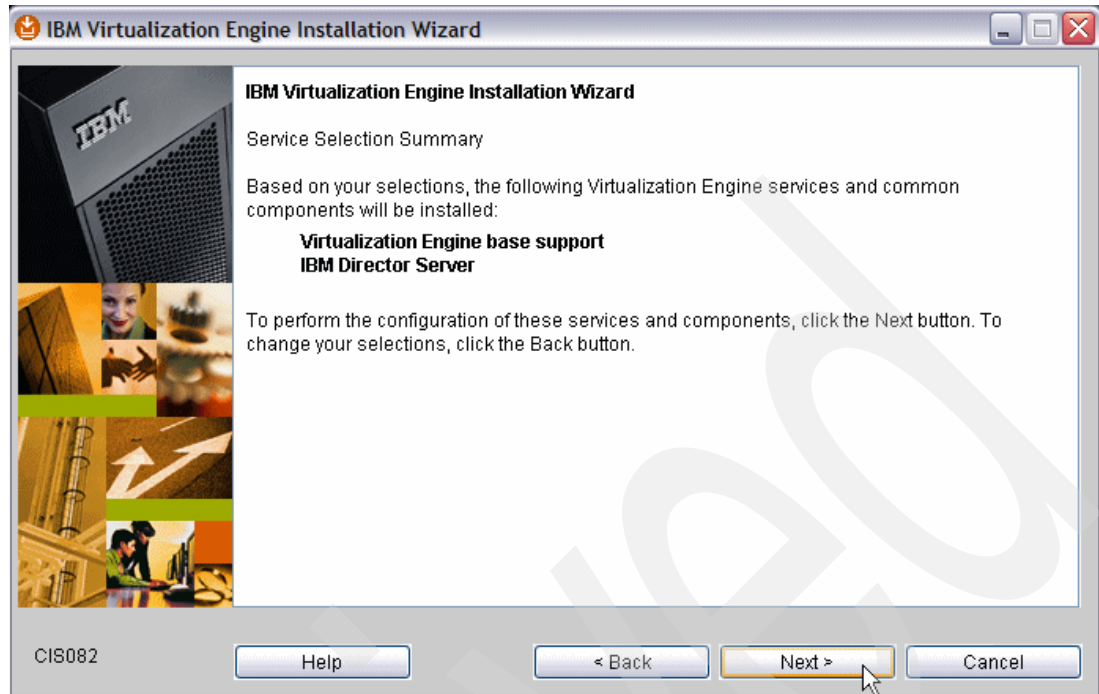 IBM Virtualization Engine Installation Wizard
IBM
IBM Virtualization Engine Installation Wizard
Service Selection Summary
Based on your selections, the following Virtualization Engine services and common
components will be installed:
Virtualization Engine base support
IBM Director Server
To perform the configuration of these services and components, click the Next button. To
change your selections, click the Back button.
CIS082
Help
< Back
Next >
Cancel